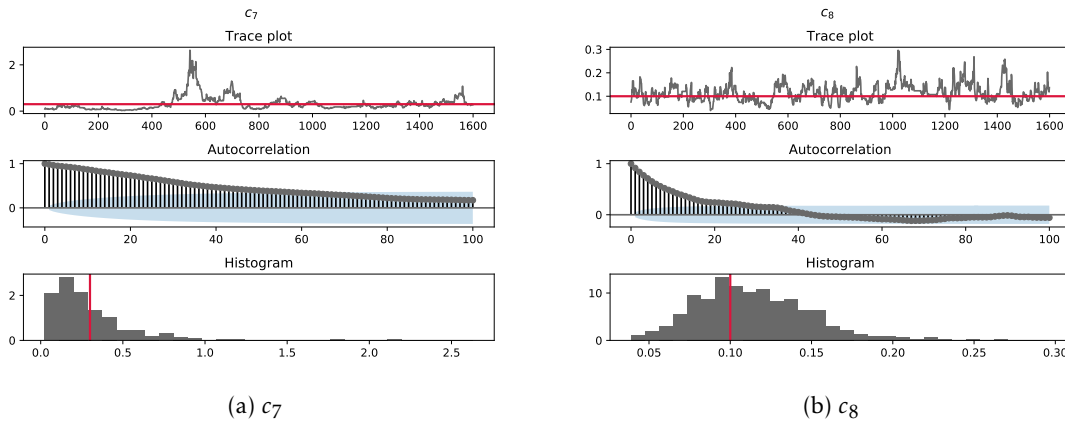 c7
Trace plot
2
0
0 200 400 600 800 1000 1200 1400 1600
Autocorrelation
1
0
0 20 40 60 80 100
Histogram
2
0
0.0 0.5 1.0 1.5 2.0 2.5
(a) c7
c8
Trace plot
0.3
0.2
0.1
0 200 400 600 800 1000 1200 1400 1600
Autocorrelation
1
0
0 20 40 60 80 100
Histogram
10
0
0.05 0.10 0.15 0.20 0.25 0.30
(b) c8